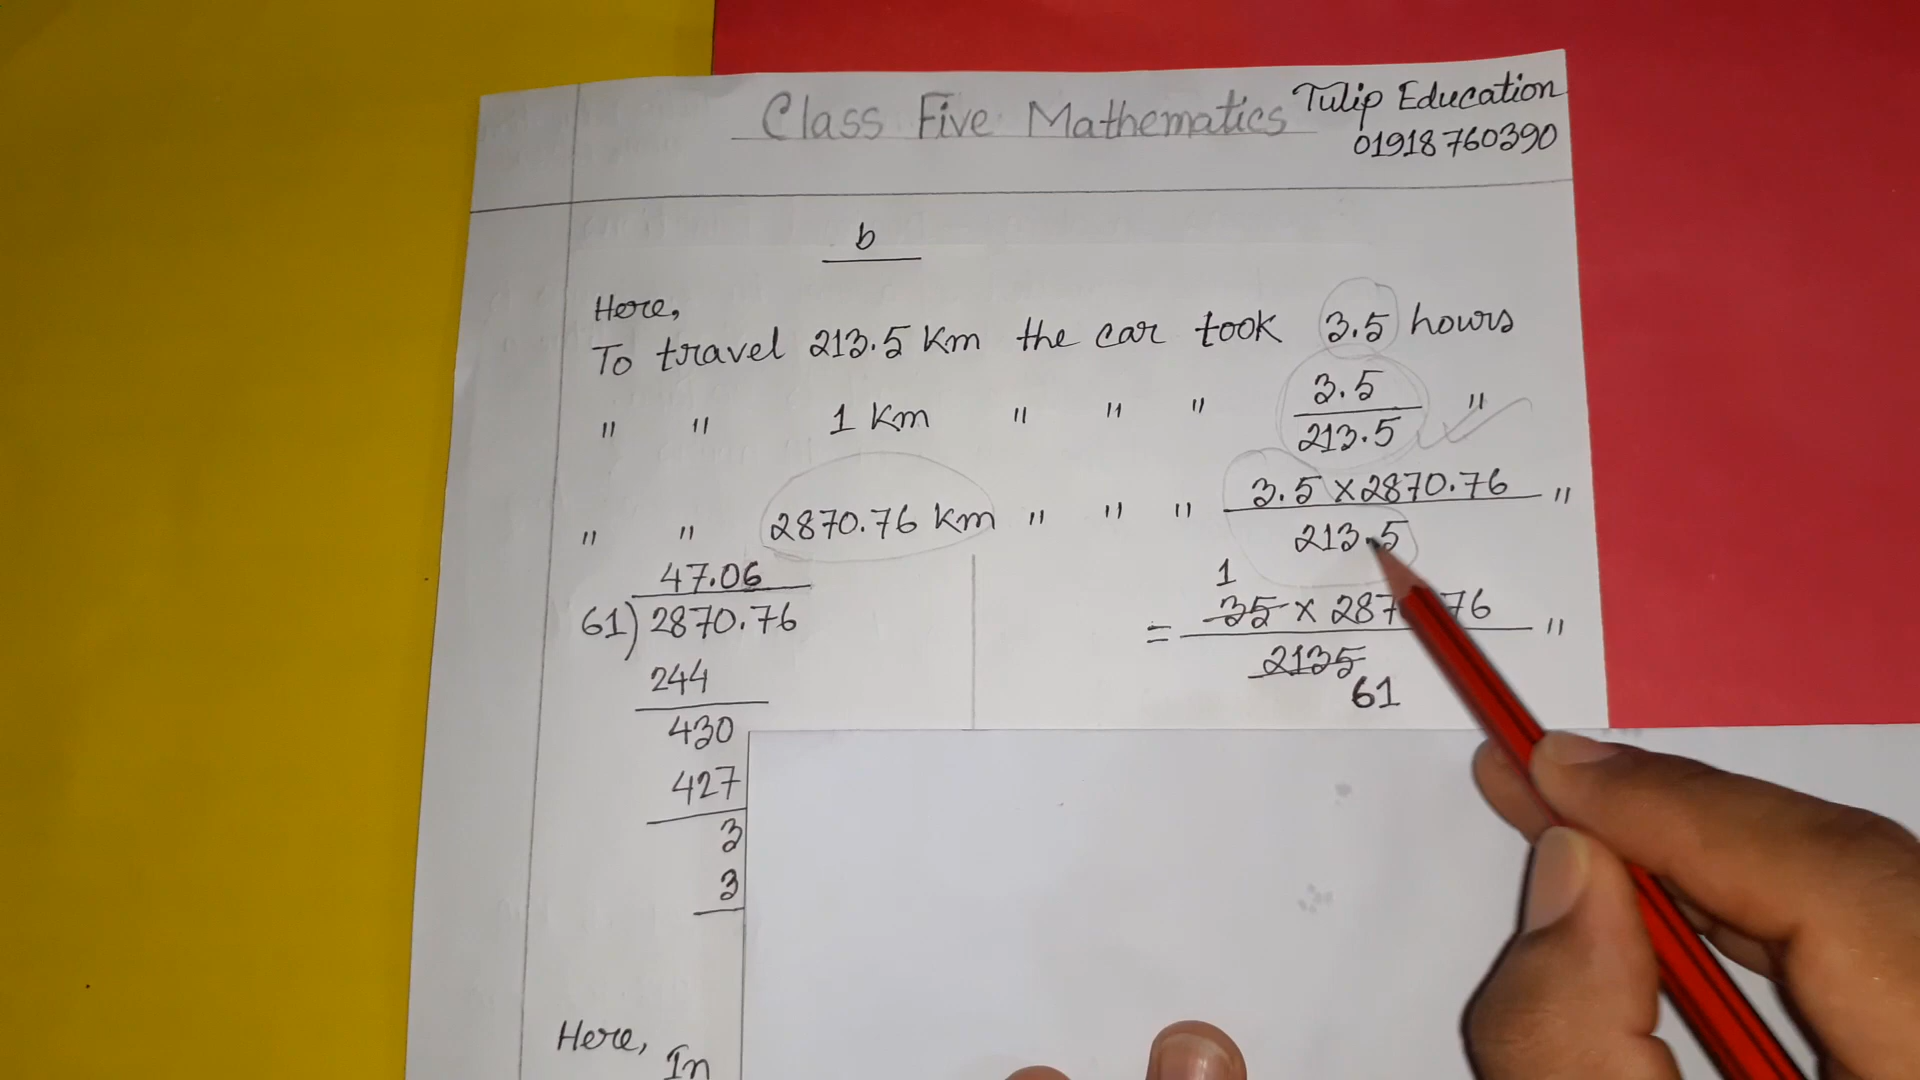 Class Five Mathematics
Tulip Education
01918760390
b
Here,
To travel 213.5 Km the car took 3.5 hours
" " 1 Km " " " 3.5/213.5 "
" " 2870.76 Km " " " 3.5×2870.76/213.5 "
47.06
61)2870.76
244
430
427
3
3
1
= 35 × 287 76/2135 "
61
Here,
In